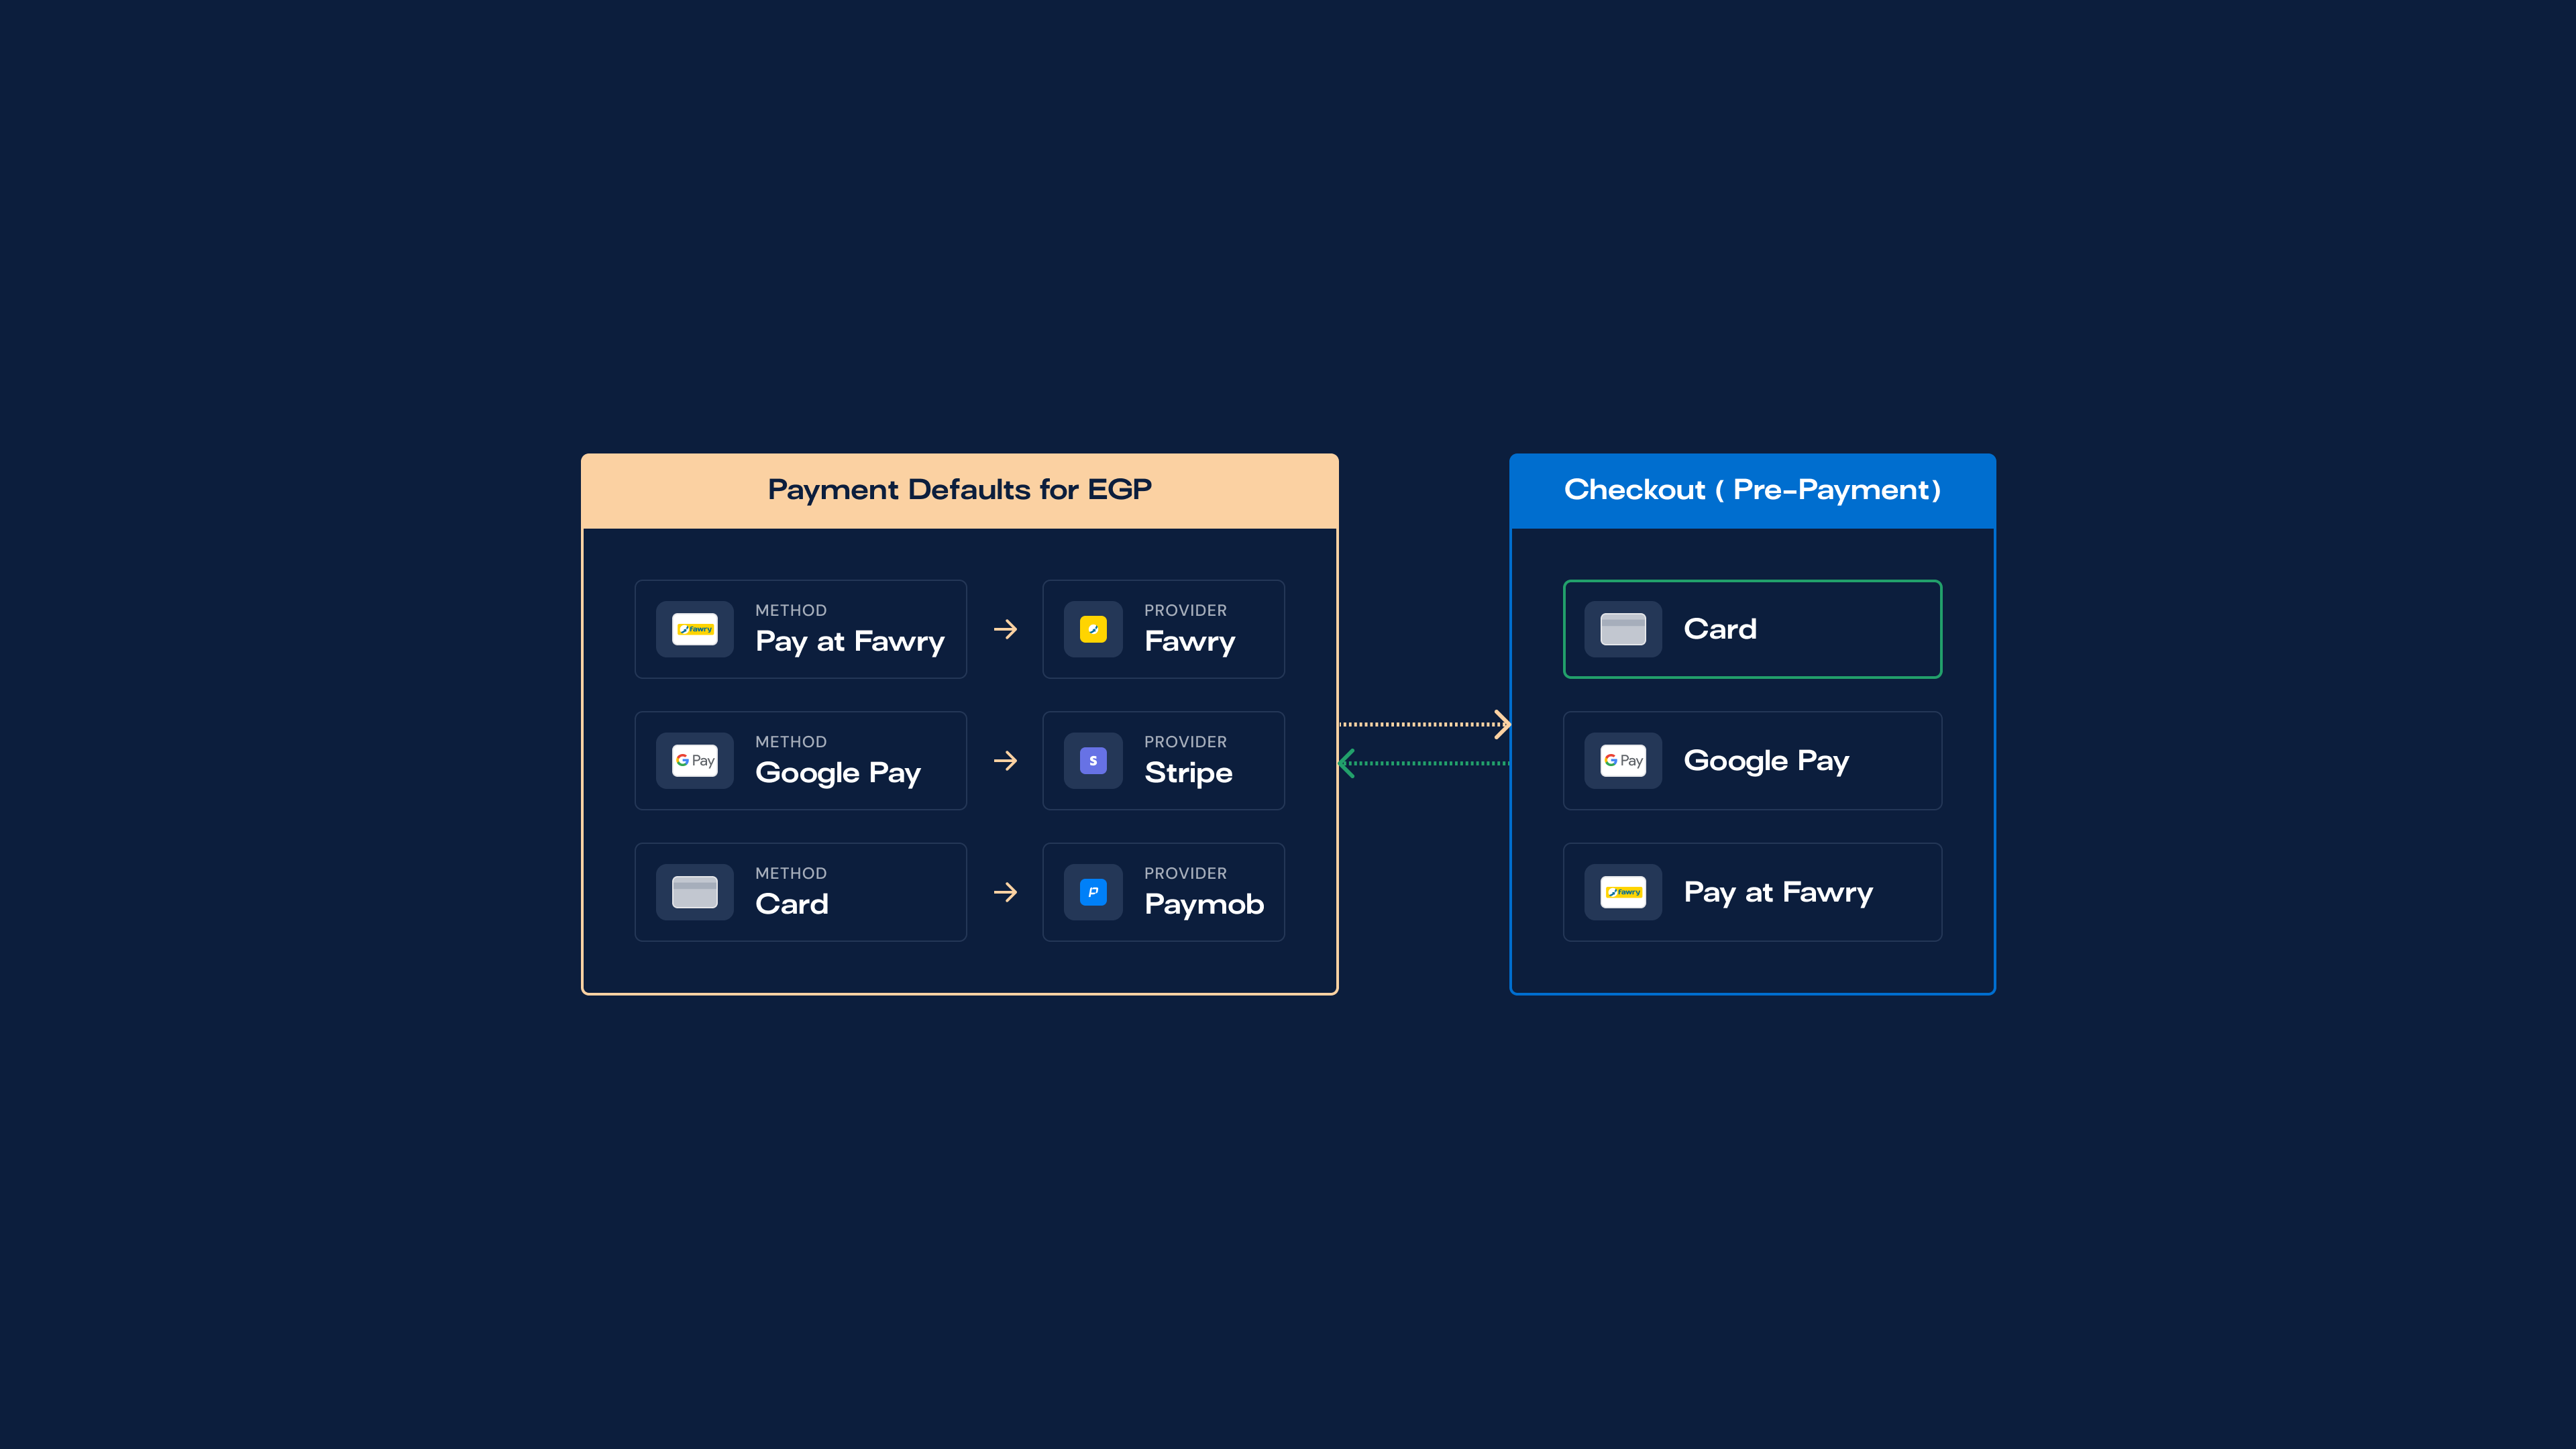 Payment Defaults for EGP
METHOD
fawry
Pay at Fawry
PROVIDER
Fawry
METHOD
G Pay
Google Pay
PROVIDER
S
Stripe
METHOD
Card
PROVIDER
P
Paymob
Checkout ( Pre-Payment)
Card
G Pay
Google Pay
fawry
Pay at Fawry